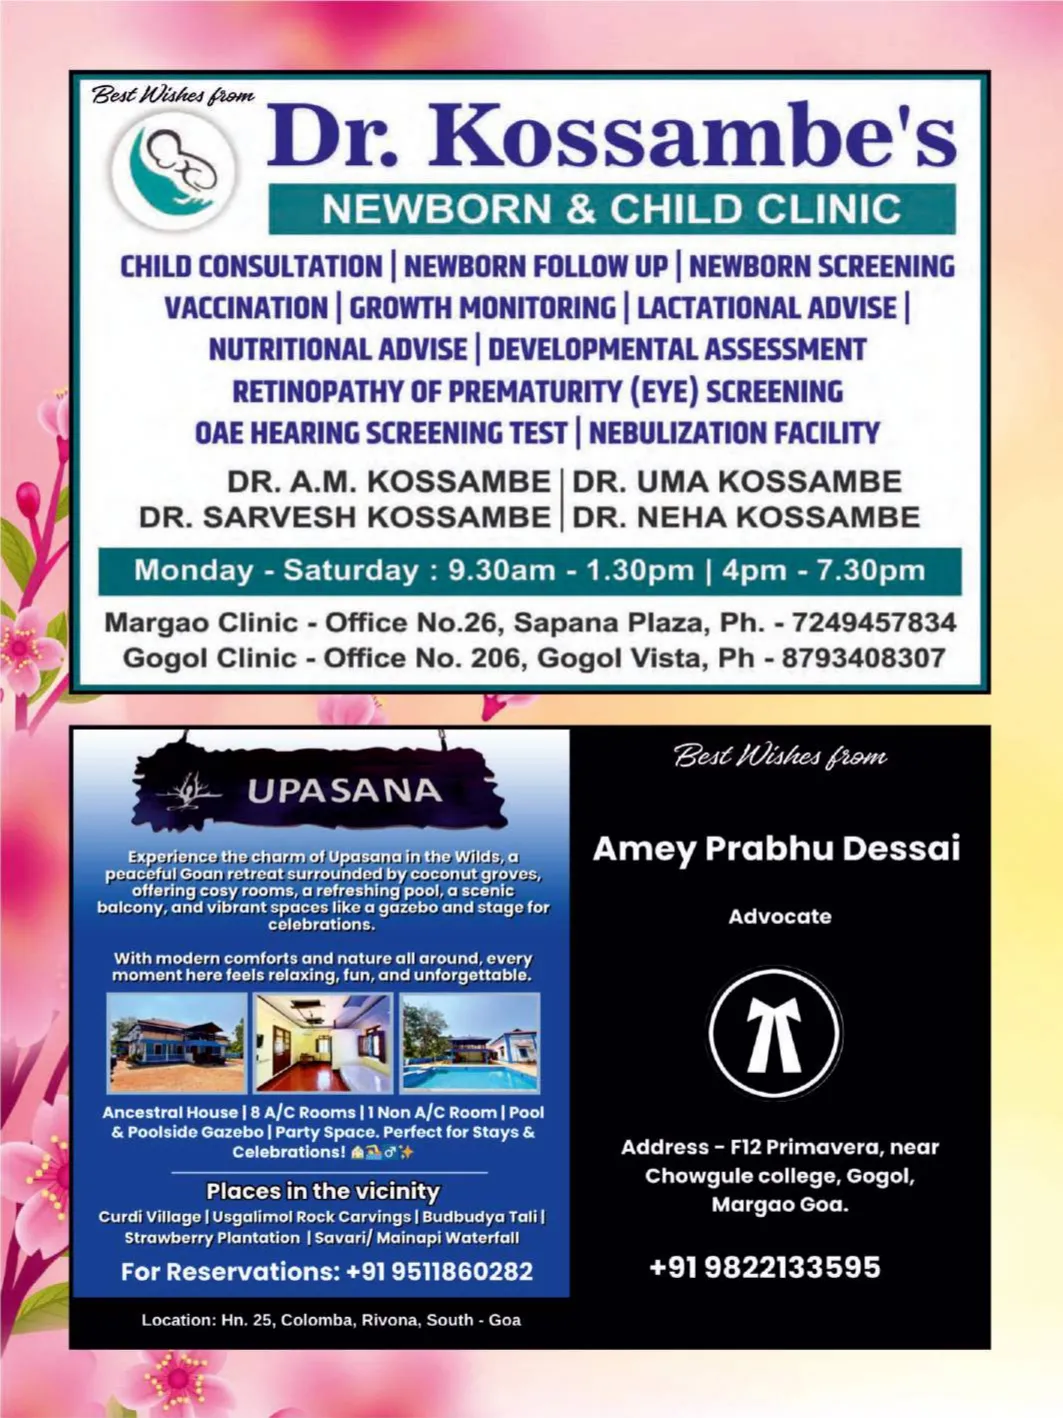 Best Wishes from
Dr. Kossambe's
NEWBORN & CHILD CLINIC
CHILD CONSULTATION | NEWBORN FOLLOW UP | NEWBORN SCREENING
VACCINATION | GROWTH MONITORING | LACTATIONAL ADVISE |
NUTRITIONAL ADVISE | DEVELOPMENTAL ASSESSMENT
RETINOPATHY OF PREMATURITY (EYE) SCREENING
OAE HEARING SCREENING TEST | NEBULIZATION FACILITY
DR. A.M. KOSSAMBE | DR. UMA KOSSAMBE
DR. SARVESH KOSSAMBE | DR. NEHA KOSSAMBE
Monday - Saturday : 9.30am - 1.30pm | 4pm - 7.30pm
Margao Clinic - Office No.26, Sapana Plaza, Ph. - 7249457834
Gogol Clinic - Office No. 206, Gogol Vista, Ph - 8793408307
UPASANA
Experience the charm of Upasana in the Wilds, a
peaceful Goan retreat surrounded by coconut groves,
offering cosy rooms, a refreshing pool, a scenic
balcony, and vibrant spaces like a gazebo and stage for
celebrations.
With modern comforts and nature all around, every
moment here feels relaxing, fun, and unforgettable.
Ancestral House | 8 A/C Rooms | 1 Non A/C Room | Pool
& Poolside Gazebo | Party Space. Perfect for Stays &
Celebrations! 🏠🏊‍♂️✨
Places in the vicinity
Curdi Village | Usgalimol Rock Carvings | Budbudya Tali |
Strawberry Plantation | Savari/ Mainapi Waterfall
For Reservations: +91 9511860282
Location: Hn. 25, Colomba, Rivona, South - Goa
Best Wishes from
Amey Prabhu Dessai
Advocate
Address - F12 Primavera, near
Chowgule college, Gogol,
Margao Goa.
+91 9822133595